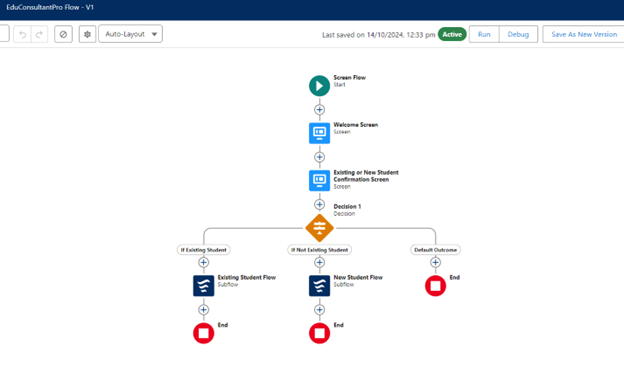 EduConsultantPro Flow - V1
Auto-Layout
Last saved on 14/10/2024, 12:33 pm
Active
Run
Debug
Save As New Version
Screen Flow
Start
Welcome Screen
Screen
Existing or New Student
Confirmation Screen
Screen
Decision 1
Decision
If Existing Student
If Not Existing Student
Default Outcome
Existing Student Flow
Subflow
New Student Flow
Subflow
End
End
End